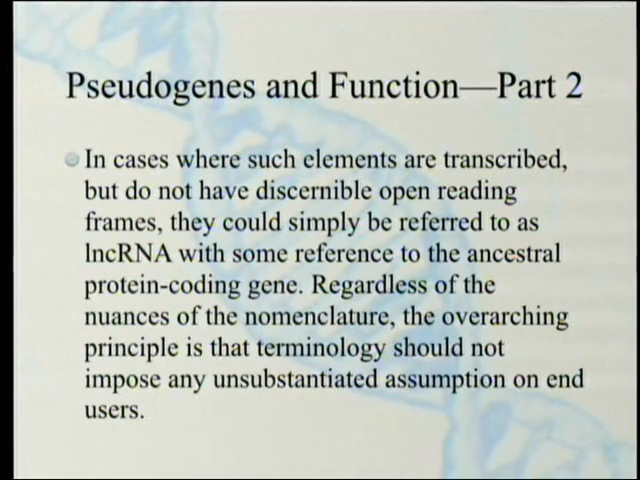 Pseudogenes and Function—Part 2
In cases where such elements are transcribed,
but do not have discernible open reading
frames, they could simply be referred to as
lncRNA with some reference to the ancestral
protein-coding gene. Regardless of the
nuances of the nomenclature, the overarching
principle is that terminology should not
impose any unsubstantiated assumption on end
users.